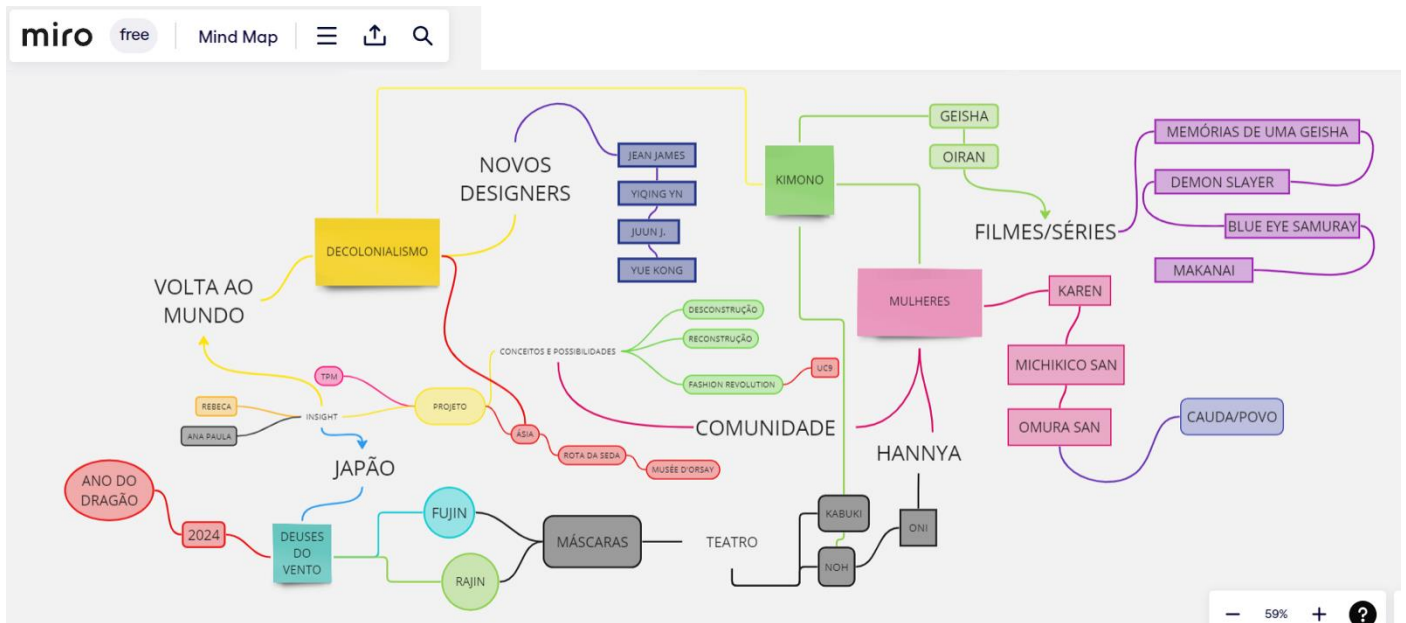 miro free Mind Map
GEISHA
OIRAN
MEMÓRIAS DE UMA GEISHA
DEMON SLAYER
BLUE EYE SAMURAY
MAKANAI
FILMES/SÉRIES
NOVOS
DESIGNERS
JEAN JAMES
YIQING YN
JUUN J.
YUE KONG
KIMONO
DECOLONIALISMO
VOLTA AO
MUNDO
MULHERES
KAREN
MICHIKICO SAN
OMURA SAN
CAUDA/POVO
DESCONSTRUÇÃO
RECONSTRUÇÃO
FASHION REVOLUTION
UC9
CONCEITOS E POSSIBILIDADES
TPM
PROJETO
REBECA
INSIGHT
ANA PAULA
ÁSIA
ROTA DA SEDA
MUSÉE D'ORSAY
COMUNIDADE
HANNYA
JAPÃO
ANO DO
DRAGÃO
2024
DEUSES
DO
VENTO
FUJIN
RAJIN
MÁSCARAS
TEATRO
KABUKI
NOH
ONI
59%